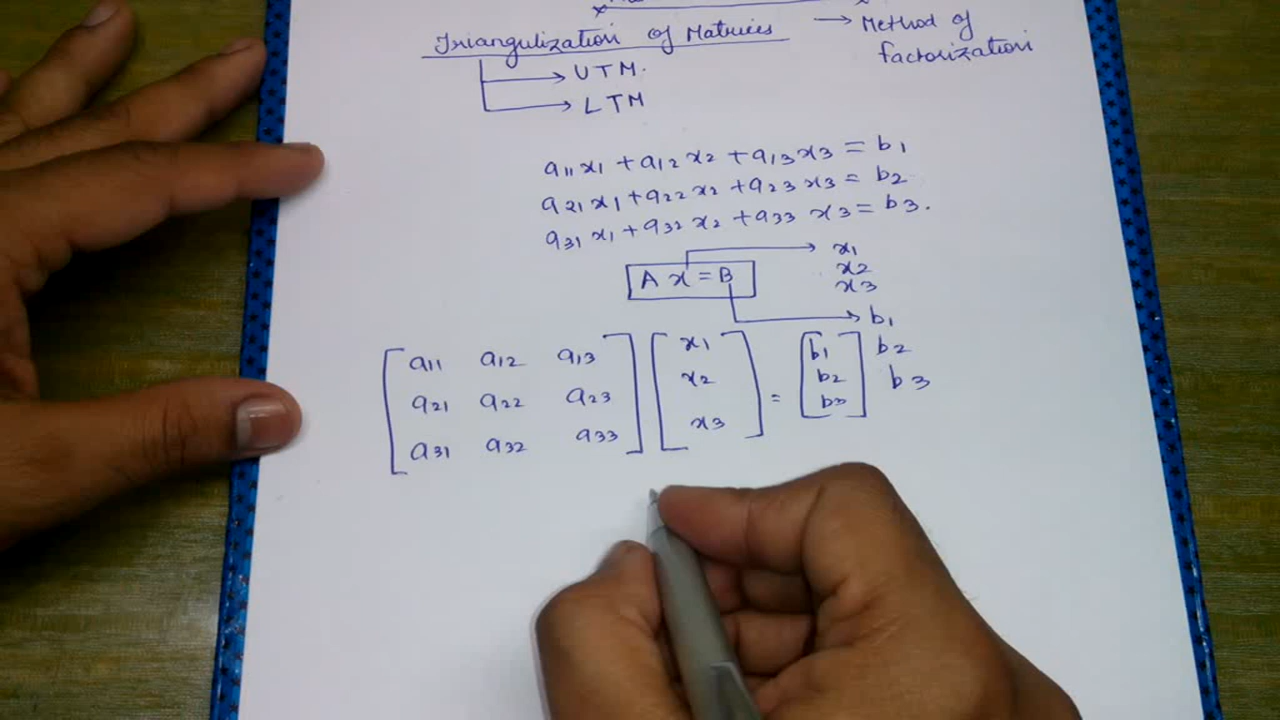 Triangulization of Matrices → Method of
factorization
→ UTM.
→ LTM
a11x1 + a12x2 + a13x3 = b1
a21x1 + a22x2 + a23x3 = b2
a31x1 + a32x2 + a33x3 = b3.
Ax = B
x1
x2
x3
b1
b2
b3
a11 a12 a13
a21 a22 a23
a31 a32 a33
x1
x2
x3
=
b1
b2
b3